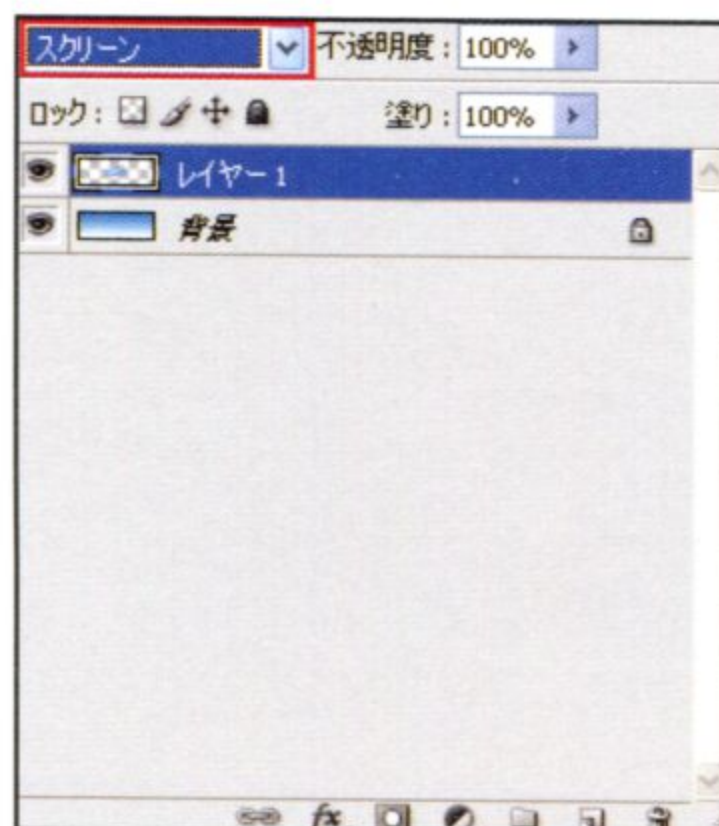 スクリーン 不透明度 : 100%
ロック : 塗り : 100%
レイヤー 1
背景
fx